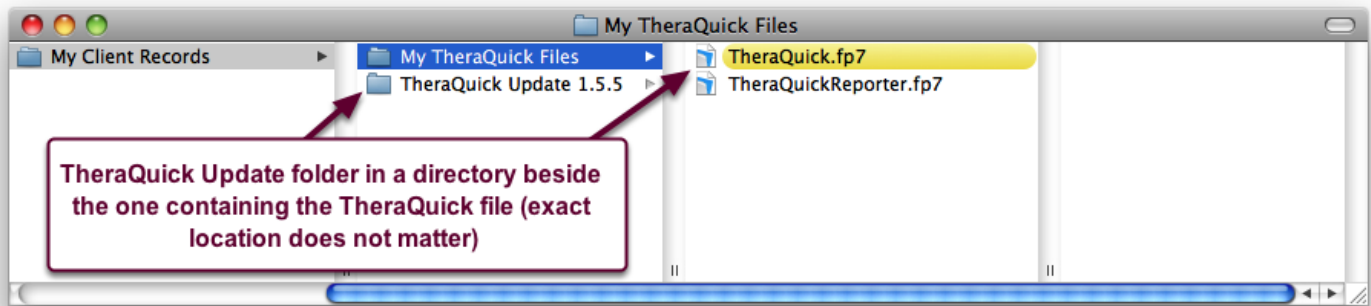 My TheraQuick Files
My Client Records
My TheraQuick Files
TheraQuick Update 1.5.5
TheraQuick.fp7
TheraQuickReporter.fp7
TheraQuick Update folder in a directory beside
the one containing the TheraQuick file (exact
location does not matter)